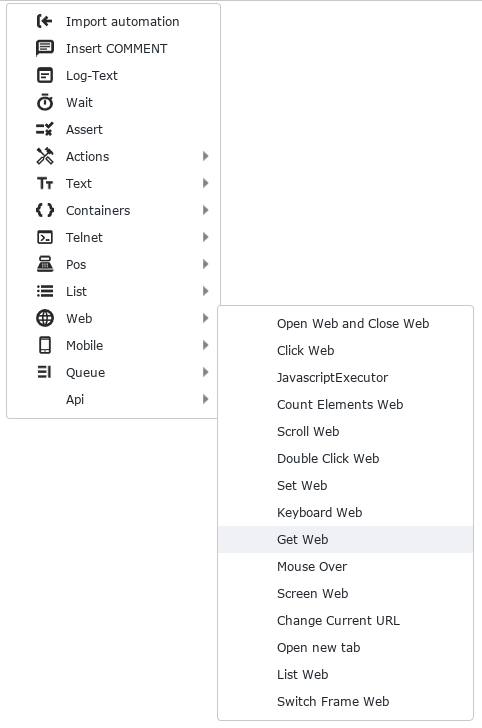 Import automation
Insert COMMENT
Log-Text
Wait
Assert
Actions
Text
Containers
Telnet
Pos
List
Web
Mobile
Queue
Api
Open Web and Close Web
Click Web
JavascriptExecutor
Count Elements Web
Scroll Web
Double Click Web
Set Web
Keyboard Web
Get Web
Mouse Over
Screen Web
Change Current URL
Open new tab
List Web
Switch Frame Web